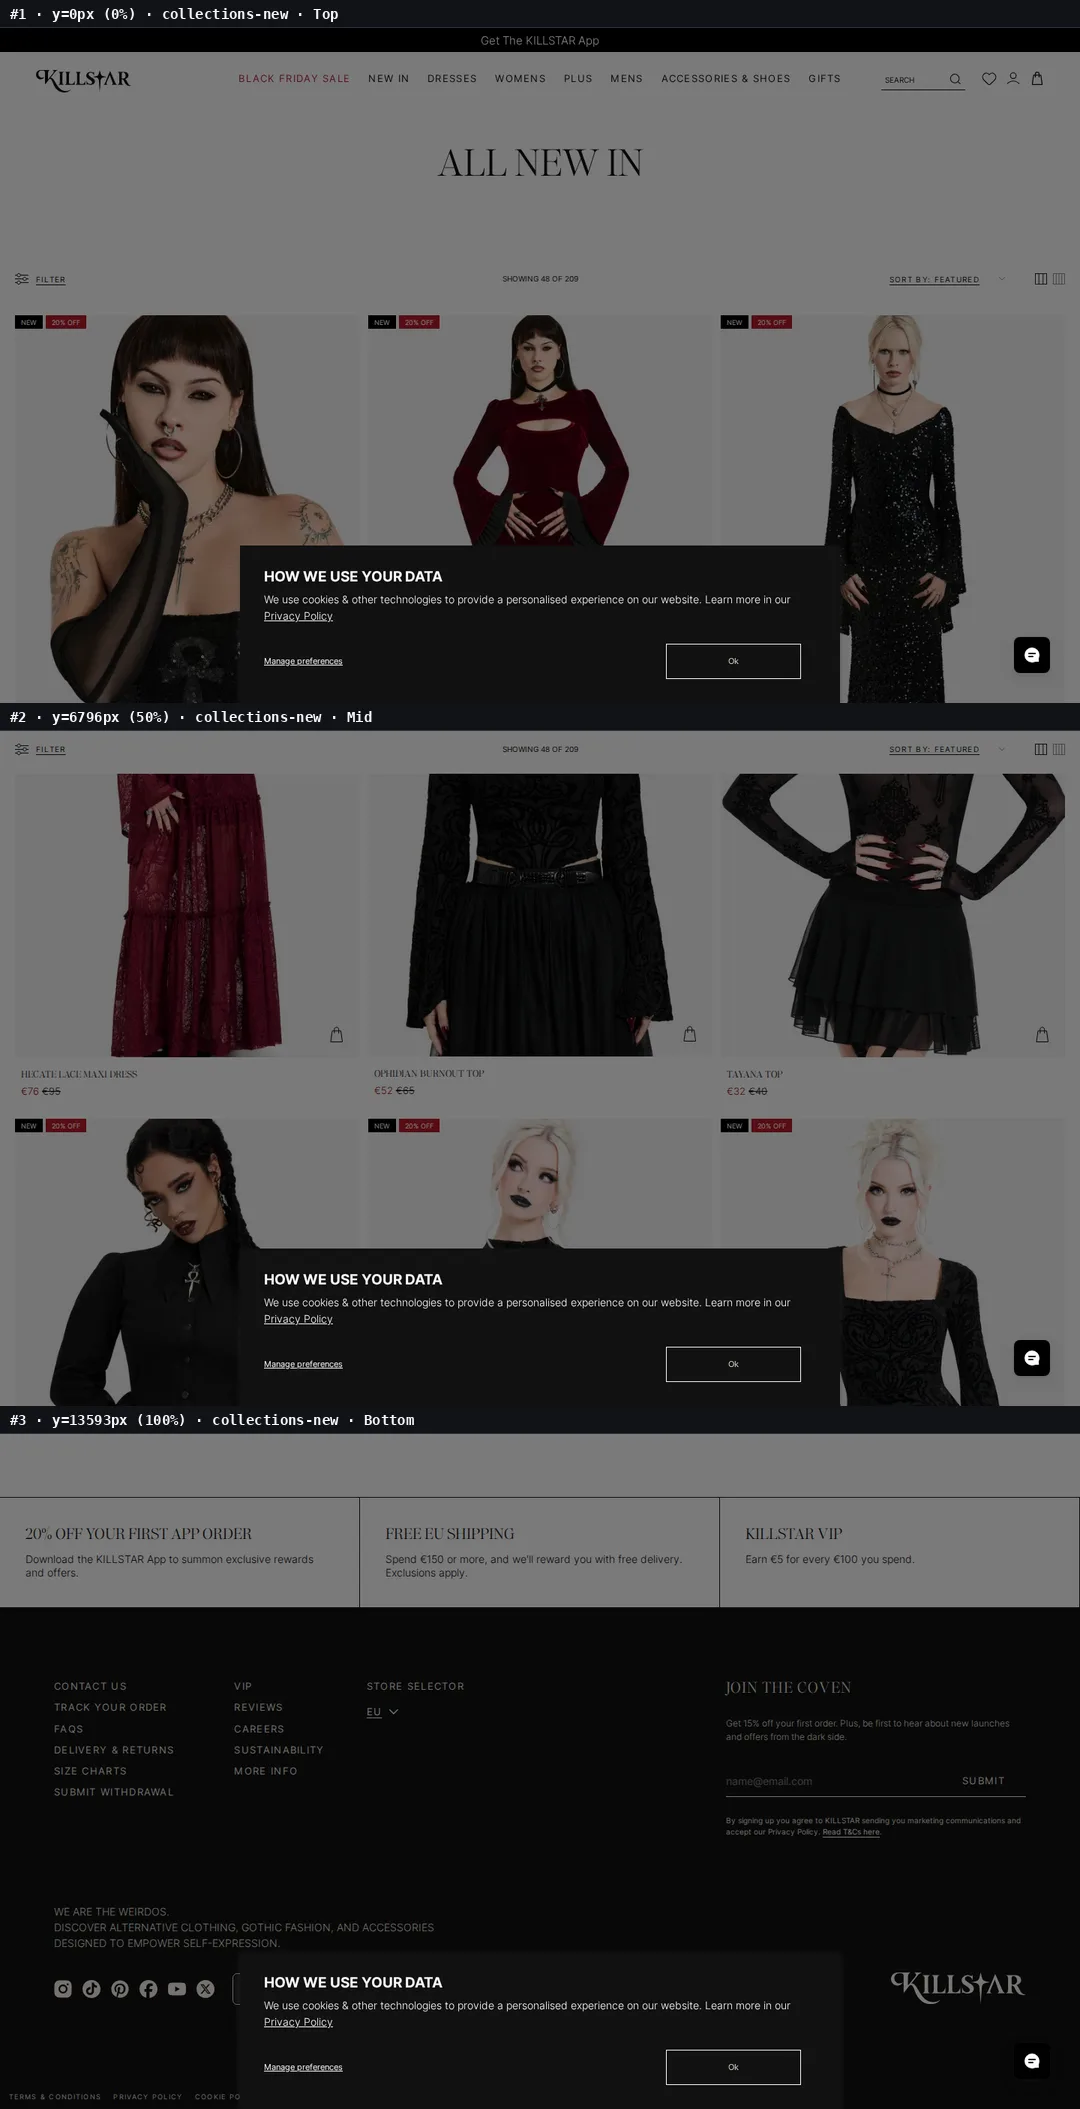 #1 · y=0px (0%) · collections-new · Top
Get The KILLSTAR App
KILLSTAR
BLACK FRIDAY SALE NEW IN DRESSES WOMENS PLUS MENS ACCESSORIES & SHOES GIFTS SEARCH
ALL NEW IN
FILTER SHOWING 48 OF 209 SORT BY: FEATURED
NEW 20% OFF NEW 20% OFF NEW 20% OFF
HOW WE USE YOUR DATA
We use cookies & other technologies to provide a personalised experience on our website. Learn more in our
Privacy Policy
Manage preferences Ok
#2 · y=6796px (50%) · collections-new · Mid
FILTER SHOWING 48 OF 209 SORT BY: FEATURED
HECATE LACE MAXI DRESS OPHIDIAN BURNOUT TOP TAYANA TOP
€76 €95 €52 €65 €32 €40
NEW 20% OFF NEW 20% OFF NEW 20% OFF
HOW WE USE YOUR DATA
We use cookies & other technologies to provide a personalised experience on our website. Learn more in our
Privacy Policy
Manage preferences Ok
#3 · y=13593px (100%) · collections-new · Bottom
20% OFF YOUR FIRST APP ORDER
Download the KILLSTAR App to summon exclusive rewards
and offers.
FREE EU SHIPPING
Spend €150 or more, and we'll reward you with free delivery.
Exclusions apply.
KILLSTAR VIP
Earn €5 for every €100 you spend.
CONTACT US
TRACK YOUR ORDER
FAQS
DELIVERY & RETURNS
SIZE CHARTS
SUBMIT WITHDRAWAL
VIP
REVIEWS
CAREERS
SUSTAINABILITY
MORE INFO
STORE SELECTOR
EU
JOIN THE COVEN
Get 15% off your first order. Plus, be first to hear about new launches
and offers from the dark side.
name@email.com SUBMIT
By signing up you agree to KILLSTAR sending you marketing communications and
accept our Privacy Policy. Read T&Cs here.
WE ARE THE WEIRDOS.
DISCOVER ALTERNATIVE CLOTHING, GOTHIC FASHION, AND ACCESSORIES
DESIGNED TO EMPOWER SELF-EXPRESSION.
KILLSTAR
HOW WE USE YOUR DATA
We use cookies & other technologies to provide a personalised experience on our website. Learn more in our
Privacy Policy
Manage preferences Ok
TERMS & CONDITIONS PRIVACY POLICY COOKIE PO